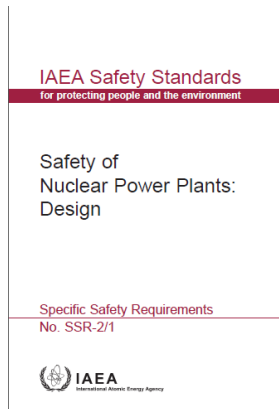 IAEA Safety Standards
for protecting people and the environment
Safety of
Nuclear Power Plants:
Design
Specific Safety Requirements
No. SSR-2/1
IAEA
International Atomic Energy Agency